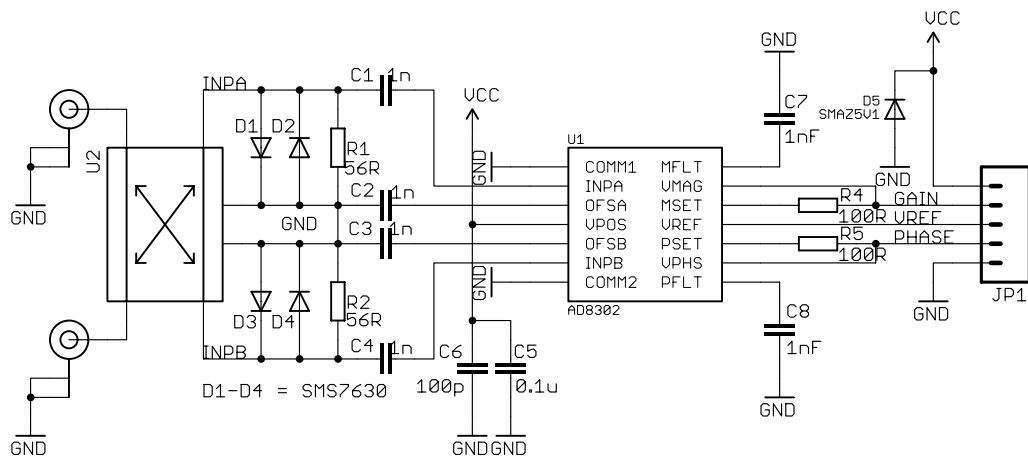 VCC
GND
C1
1n
INPA
D5
SMAZ5V1
C7
1nF
VCC
D1
D2
R1
56R
U1
U2
GND
COMM1
MFLT
GND
C2
1n
INPA
VMAG
R4
GAIN
GND
GND
OFSA
MSET
100R
VREF
C3
1n
VPOS
VREF
R5
PHASE
OFSB
PSET
100R
INPB
VPHS
GND
COMM2
PFLT
JP1
R2
56R
D3
D4
AD8302
GND
C8
1nF
INPB
C4
1n
C6
100p
C5
0.1u
D1-D4 = SMS7630
GND
GND
GND
GND